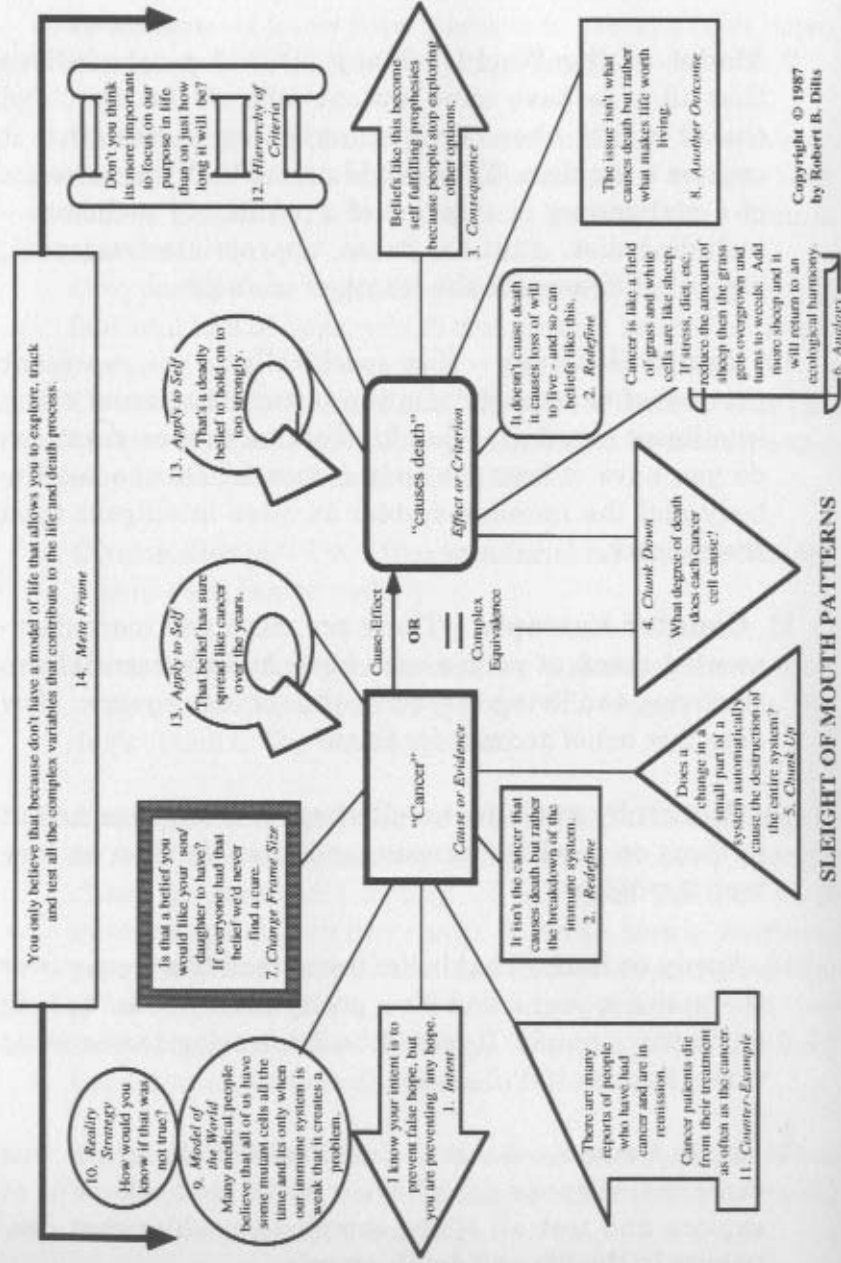 You only believe that because don't have a model of life that allows you to explore, track
and test all the complex variables that contribute to the life and death process.
14. Meta Frame
10. Reality
Strategy
How would you
know if that was
not true?
9. Model of
the World
Many medical people
believe that all of us have
some mutant cells all the
time and its only when
our immune system is
weak that it creates a
problem.
Is that a belief you
would like your son/
daughter to have?
If everyone had that
belief we'd never
find a cure.
7. Change Frame Size
13. Apply to Self
That belief has sure
spread like cancer
over the years.
13. Apply to Self
That's a deadly
belief to hold on to
too strongly.
Don't you think
its more important
to focus on our
purpose in life
than on just how
long it will be?
12. Hierarchy of
Criteria
I know your intent is to
prevent false hope, but
you are preventing any hope.
1. Intent
"Cancer"
Cause or Evidence
Cause-Effect
OR
Complex
Equivalence
"causes death"
Effect or Criterion
Beliefs like this become
self fulfilling prophesies
because people stop exploring
other options.
3. Consequence
There are many
reports of people
who have had
cancer and are in
remission.
Cancer patients die
from their treatment
as often as the cancer.
11. Counter-Example
It isn't the cancer that
causes death but rather
the breakdown of the
immune system.
2. Redefine
Does a
change in a
small part of a
system automatically
cause the destruction of
the entire system?
5. Chunk Up
4. Chunk Down
What degree of death
does each cancer
cell cause?
It doesn't cause death
it causes loss of will
to live - and so can
beliefs like this.
2. Redefine
Cancer is like a field
of grass and white
cells are like sheep.
If stress, diet, etc.
reduce the amount of
sheep then the grass
gets overgrown and
turns to weeds. Add
more sheep and it
will return to an
ecological harmony.
6. Analogy
The issue isn't what
causes death but rather
what makes life worth
living.
8. Another Outcome
SLEIGHT OF MOUTH PATTERNS
Copyright © 1987
by Robert B. Dilts